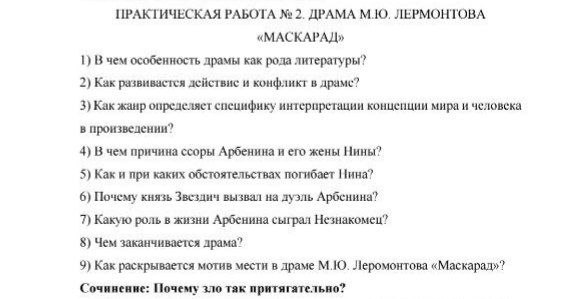 ПРАКТИЧЕСКАЯ РАБОТА № 2. ДРАМА М.Ю. ЛЕРМОНТОВА
«МАСКАРАД»
1) В чем особенность драмы как рода литературы?
2) Как развивается действие и конфликт в драме?
3) Как жанр определяет специфику интерпретации концепции мира и человека
в произведении?
4) В чем причина ссоры Арбенина и его жены Нины?
5) Как и при каких обстоятельствах погибает Нина?
6) Почему князь Звездич вызвал на дуэль Арбенина?
7) Какую роль в жизни Арбенина сыграл Незнакомец?
8) Чем заканчивается драма?
9) Как раскрывается мотив мести в драме М.Ю. Леромонтова «Маскарад»?
Сочинение: Почему зло так притягательно?